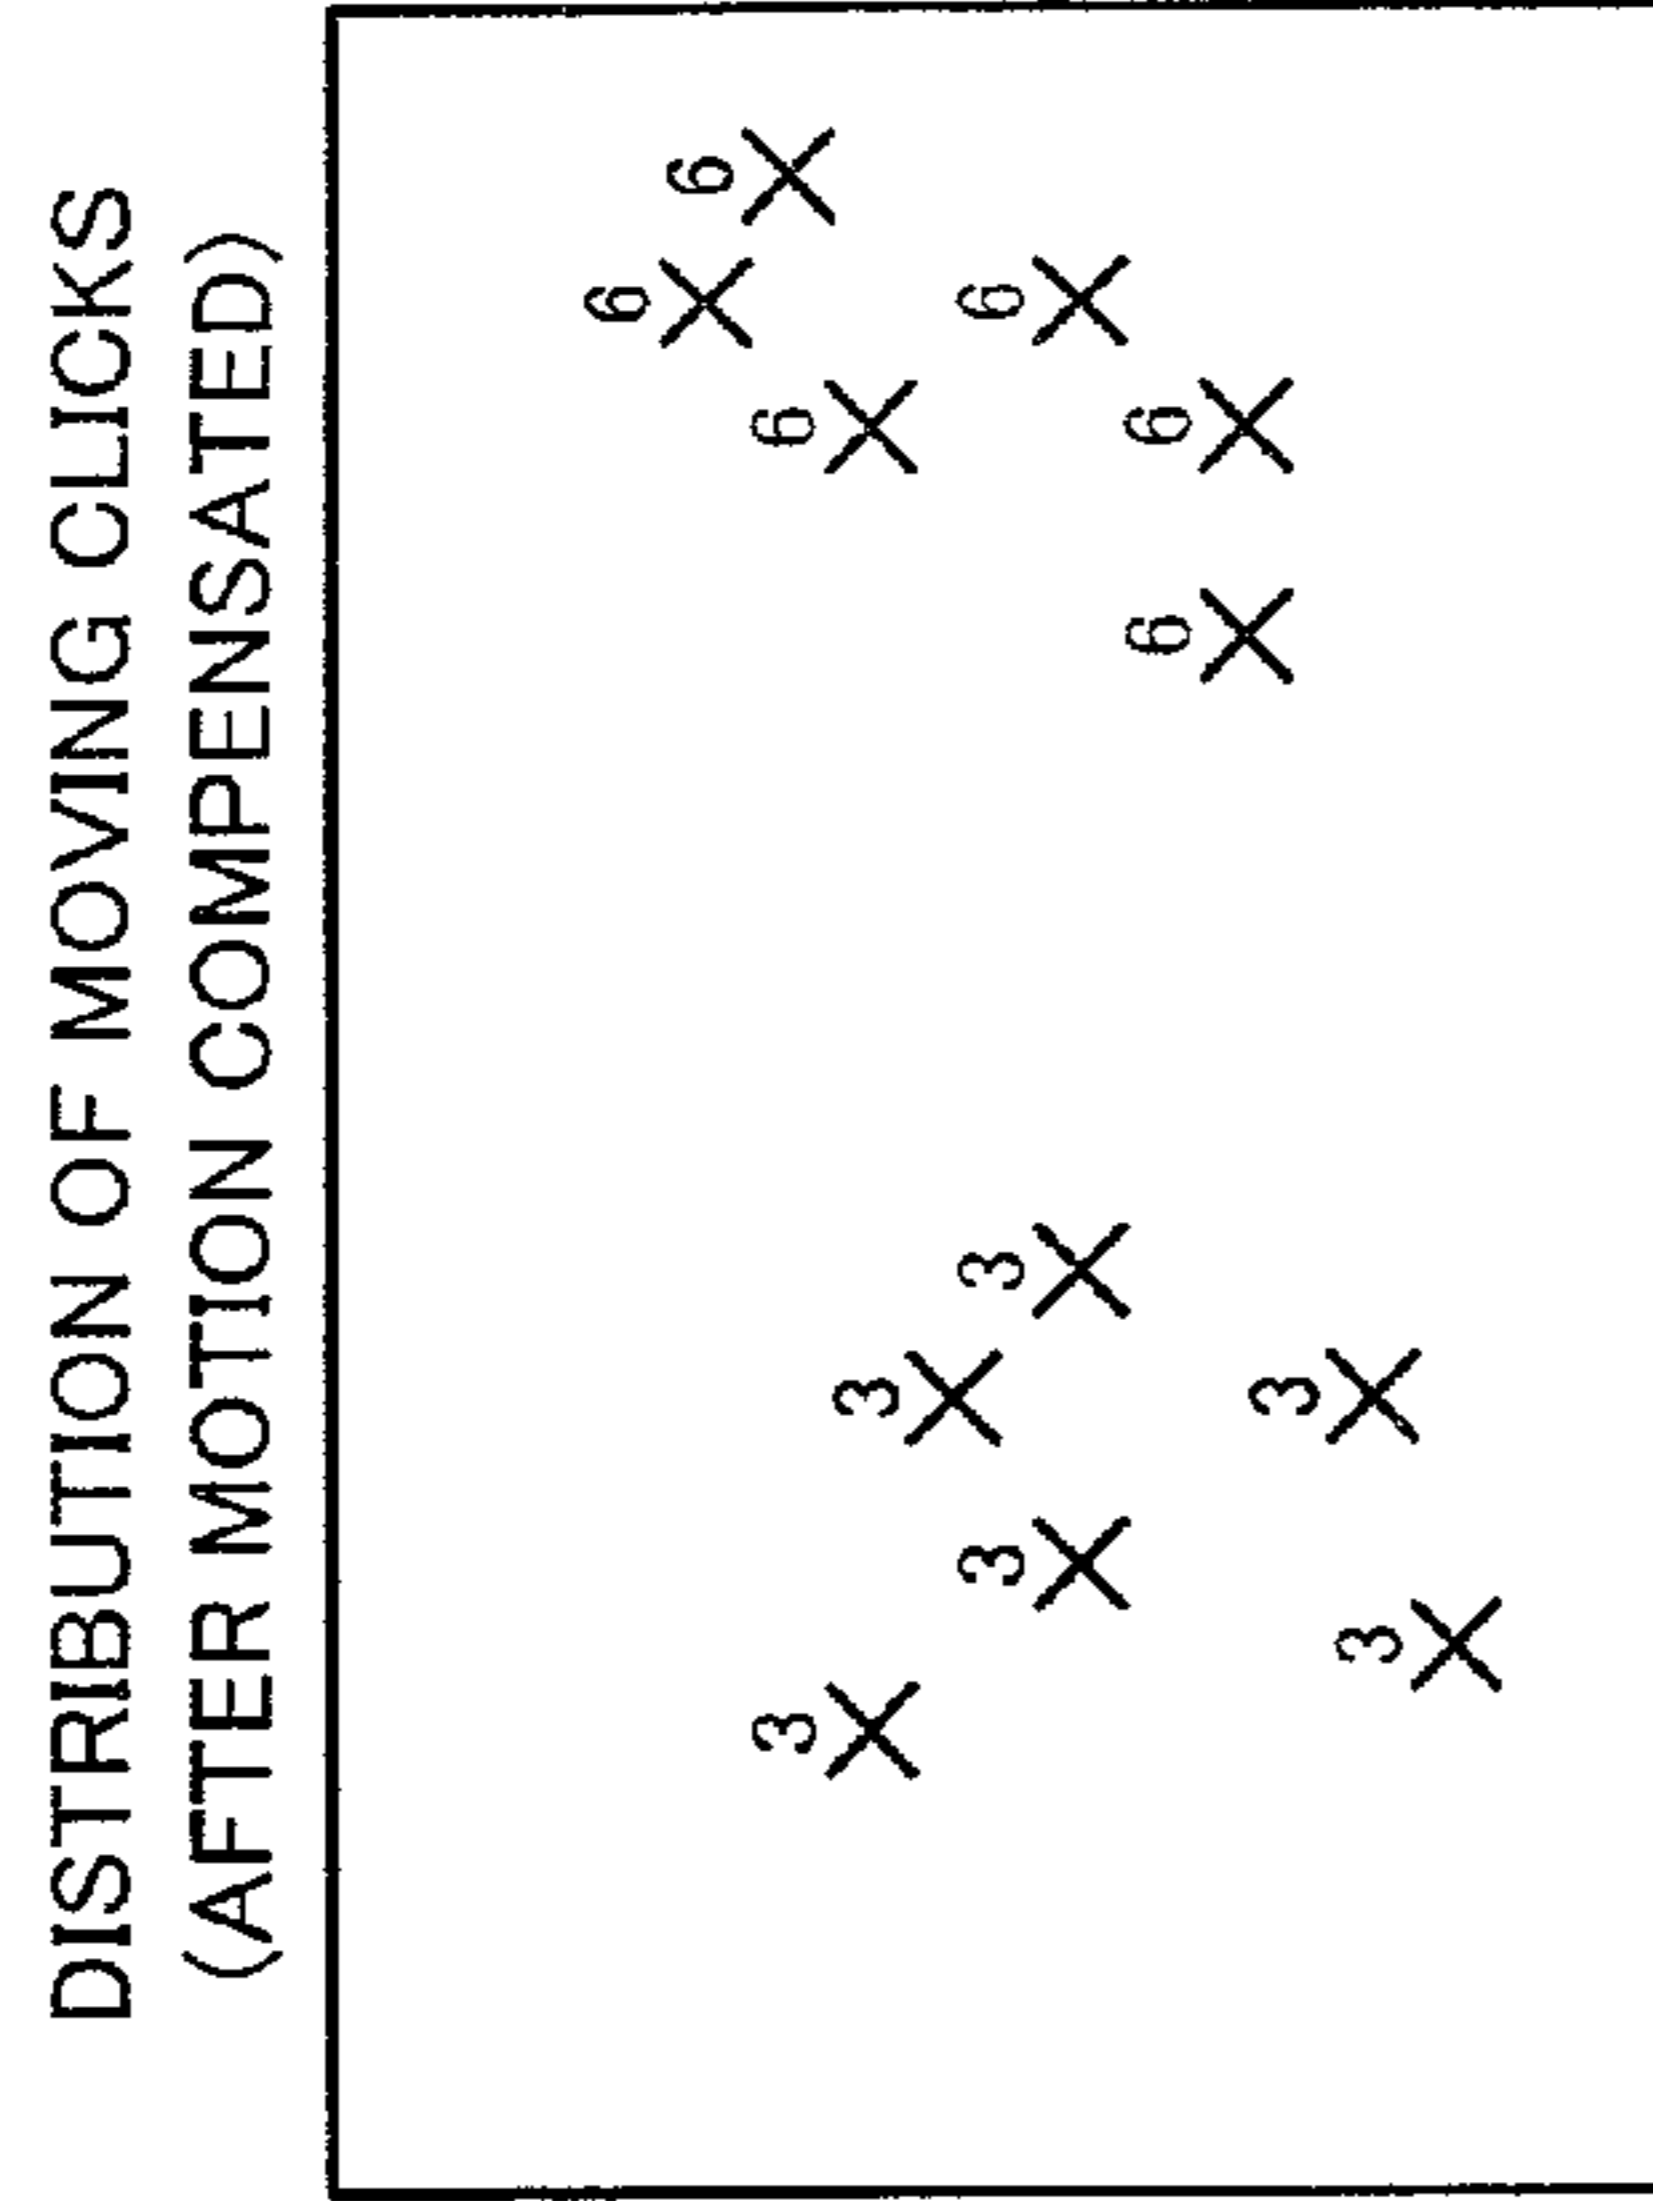 DISTRIBUTION OF MOVING CLICKS
(AFTER MOTION COMPENSATED)
6
6
3 6
3
3 3 6
6 6
3
3